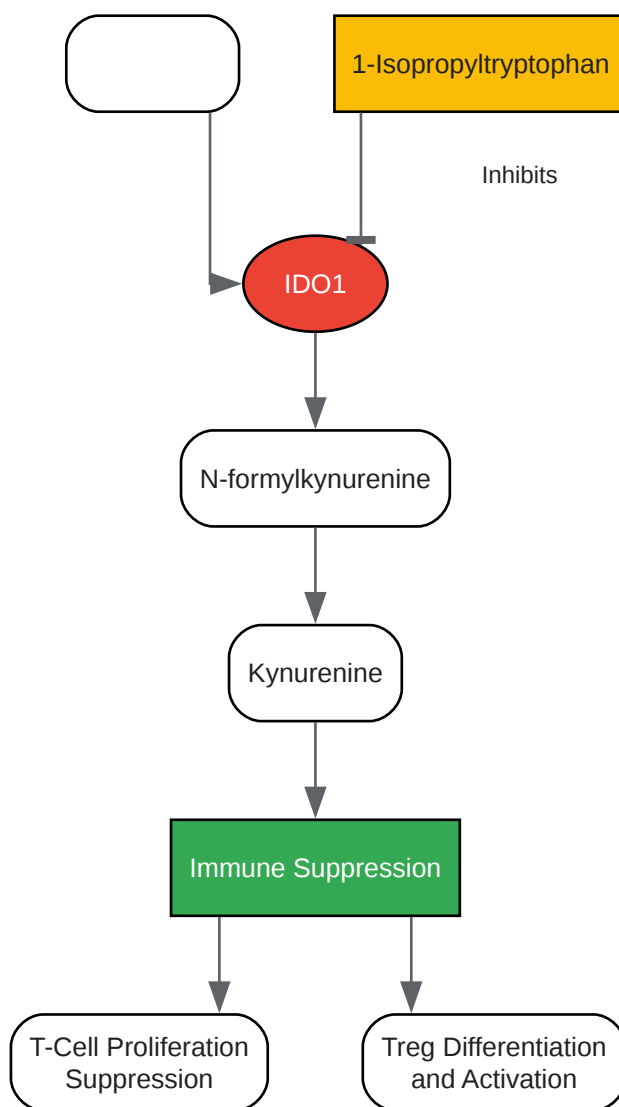 1-Isopropyltryptophan
Inhibits
IDO1
N-formylkynurenine
Kynurenine
Immune Suppression
T-Cell Proliferation
Suppression
Treg Differentiation
and Activation